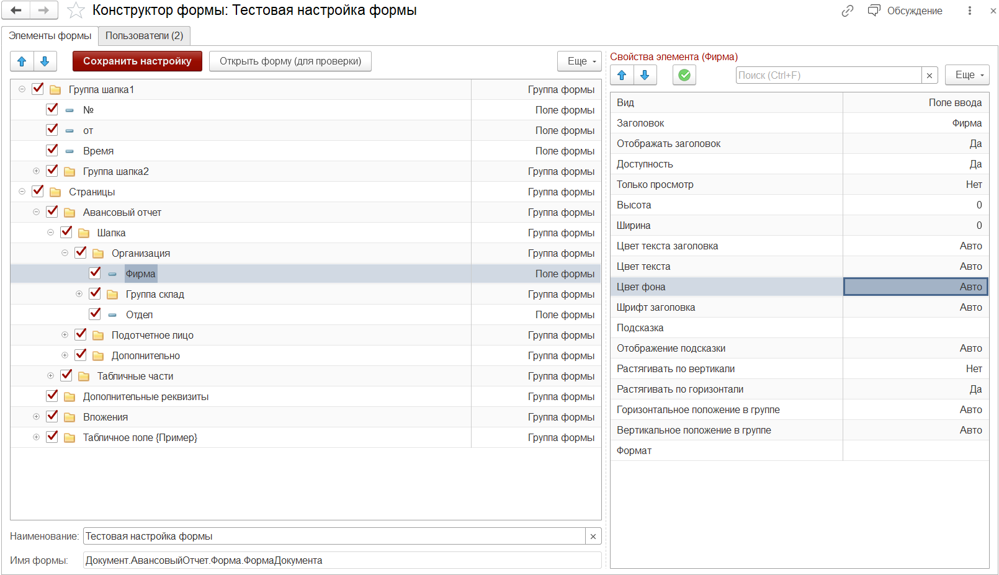 Конструктор формы: Тестовая настройка формы
Обсуждение
Элементы формы
Пользователи (2)
Сохранить настройку
Открыть форму (для проверки)
Еще
Группа шапка1 Группа формы
№ Поле формы
от Поле формы
Время Поле формы
Группа шапка2 Группа формы
Страницы Группа формы
Авансовый отчет Группа формы
Шапка Группа формы
Организация Группа формы
Фирма Поле формы
Группа склад Группа формы
Отдел Поле формы
Подотчетное лицо Группа формы
Дополнительно Группа формы
Табличные части Группа формы
Дополнительные реквизиты Группа формы
Вложения Группа формы
Табличное поле {Пример} Группа формы
Наименование: Тестовая настройка формы
Имя формы: Документ.АвансовыйОтчет.Форма.ФормаДокумента
Свойства элемента (Фирма)
Поиск (Ctrl+F)
Еще
Вид Поле ввода
Заголовок Фирма
Отображать заголовок Да
Доступность Да
Только просмотр Нет
Высота 0
Ширина 0
Цвет текста заголовка Авто
Цвет текста Авто
Цвет фона Авто
Шрифт заголовка Авто
Подсказка
Отображение подсказки Авто
Растягивать по вертикали Нет
Растягивать по горизонтали Да
Горизонтальное положение в группе Авто
Вертикальное положение в группе Авто
Формат